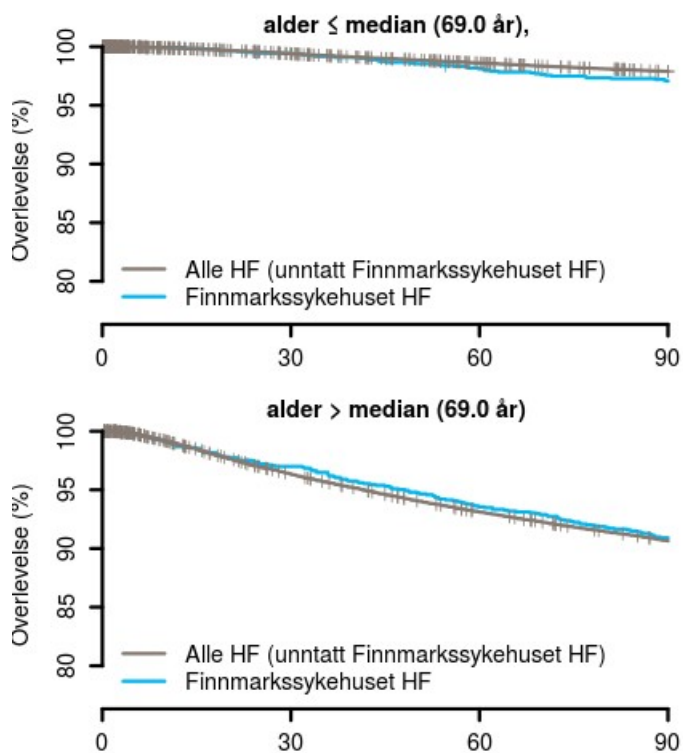 alder ≤ median (69.0 år),
Overlevelse (%)
100
95
90
85
80
Alle HF (unntatt Finnmarkssykehuset HF)
Finnmarkssykehuset HF
0 30 60 90
alder > median (69.0 år)
Overlevelse (%)
100
95
90
85
80
Alle HF (unntatt Finnmarkssykehuset HF)
Finnmarkssykehuset HF
0 30 60 90